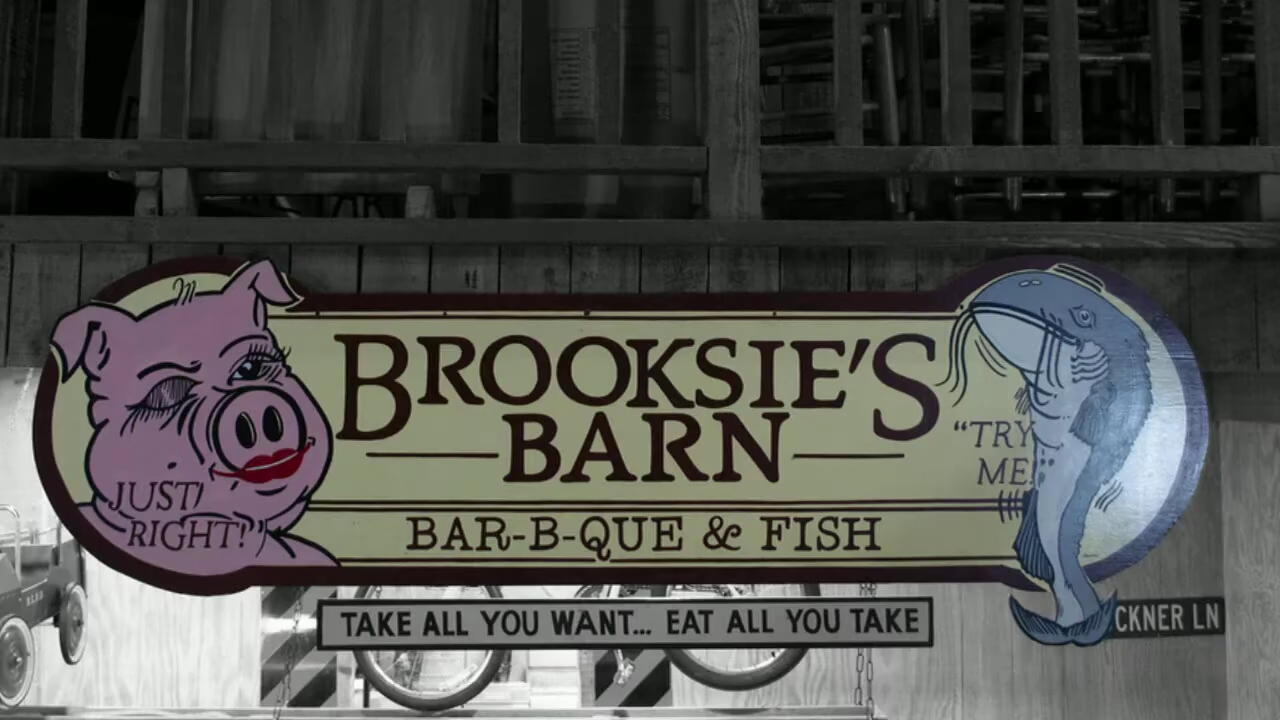 BROOKSIE'S
BARN
"TRY
ME!
JUST
RIGHT!"
BAR-B-QUE & FISH
TAKE ALL YOU WANT... EAT ALL YOU TAKE
CKNER LN